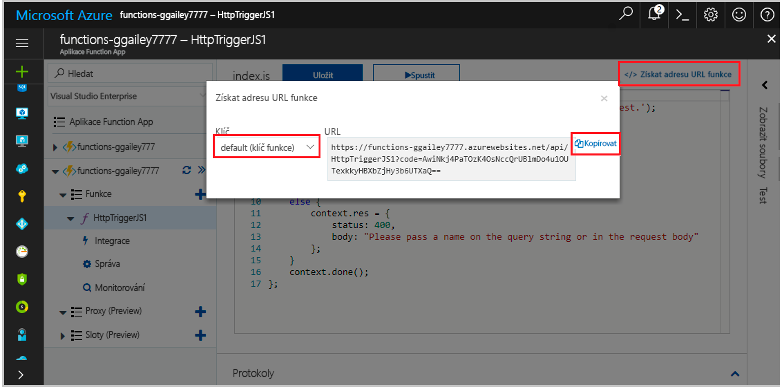 Microsoft Azure functions-ggailey7777 – HttpTriggerJS1
2
functions-ggailey7777 – HttpTriggerJS1
Aplikace Function App
Hledat
Visual Studio Enterprise
Aplikace Function App
functions-ggailey777
functions-ggailey7777
Funkce
HttpTriggerJS1
Integrace
Správa
Monitorování
Proxy (Preview)
Sloty (Preview)
index.js
Uložit
Spustit
</> Získat adresu URL funkce
est.');
Získat adresu URL funkce
Klíč
URL
default (klíč funkce)
https://functions-ggailey7777.azurewebsites.net/api/
HttpTriggerJS1?code=AwiNkj4PaTOzK4OsNccQrUBlmDo4u1OU
TexkkyHBXbZjHy3b6UTXaQ==
Kopírovat
10 else {
11 context.res = {
12 status: 400,
13 body: "Please pass a name on the query string or in the request body"
14 };
15 }
16 context.done();
17 };
Protokoly
Zobrazit soubory
Test